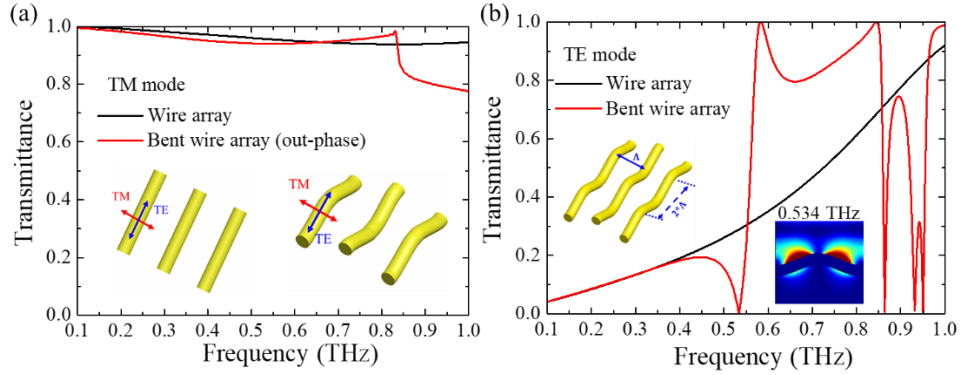 (a)
Transmittance
1.0
0.8
0.6
0.4
0.2
0.0
TM mode
Wire array
Bent wire array (out-phase)
TM
TE
TM
TE
0.1 0.2 0.3 0.4 0.5 0.6 0.7 0.8 0.9 1.0
Frequency (THz)
(b)
Transmittance
1.0
0.8
0.6
0.4
0.2
0.0
TE mode
Wire array
Bent wire array
Λ
2*Λ
0.534 THz
0.1 0.2 0.3 0.4 0.5 0.6 0.7 0.8 0.9 1.0
Frequency (THz)